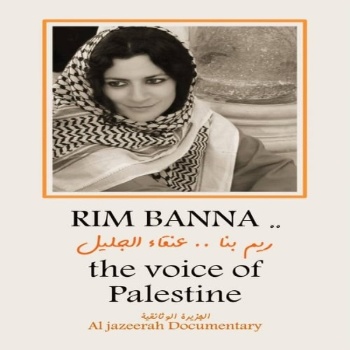 RIM BANNA ..
ريم بنا .. عنقاء الجليل
the voice of
Palestine
الجزيرة الوثائقية
Al jazeerah Documentary